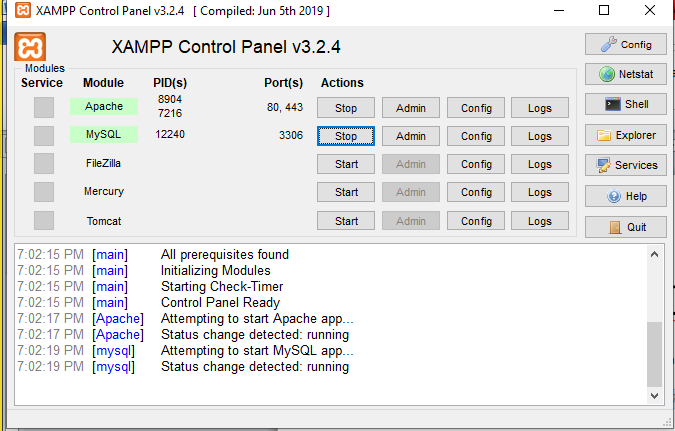 XAMPP Control Panel v3.2.4 [ Compiled: Jun 5th 2019 ]
XAMPP Control Panel v3.2.4
Config
Modules
Service Module PID(s) Port(s) Actions
Netstat
Apache 8904 7216 80, 443 Stop Admin Config Logs
Shell
MySQL 12240 3306 Stop Admin Config Logs
Explorer
FileZilla Start Admin Config Logs
Services
Mercury Start Admin Config Logs
Help
Tomcat Start Admin Config Logs
Quit
7:02:15 PM [main] All prerequisites found
7:02:15 PM [main] Initializing Modules
7:02:15 PM [main] Starting Check-Timer
7:02:15 PM [main] Control Panel Ready
7:02:17 PM [Apache] Attempting to start Apache app...
7:02:17 PM [Apache] Status change detected: running
7:02:19 PM [mysql] Attempting to start MySQL app...
7:02:19 PM [mysql] Status change detected: running